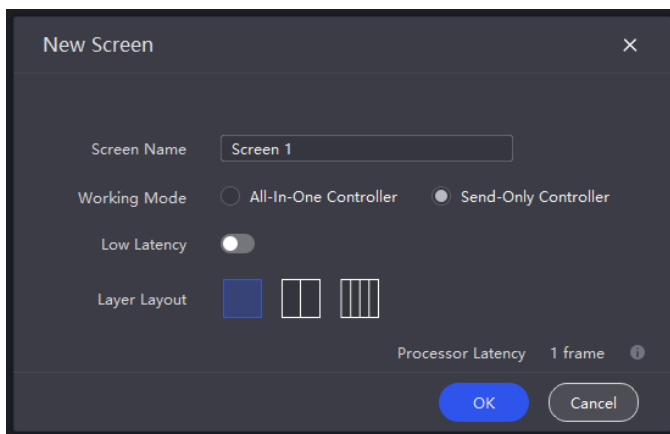 New Screen
Screen Name Screen 1
Working Mode All-In-One Controller Send-Only Controller
Low Latency
Layer Layout
Processor Latency 1 frame
OK Cancel